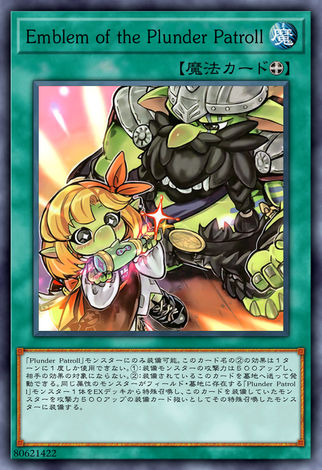 Emblem of the Plunder Patroll 魔
【魔法カード】
「Plunder Patroll」モンスターにのみ装備可能。このカード名の②の効果は1タ
ーンに1度しか使用できない。①：装備モンスターの攻撃力は500アップし、
相手の効果の対象にならない。②：装備されているこのカードを墓地へ送って発
動できる。同じ属性のモンスターがフィールド・墓地に存在する「Plunder Patrol
l」モンスター1体をEXデッキから特殊召喚し、このカードを装備していたモン
スターを攻撃力500アップの装備カード扱いとしてその特殊召喚したモンス
ターに装備する。
80621422